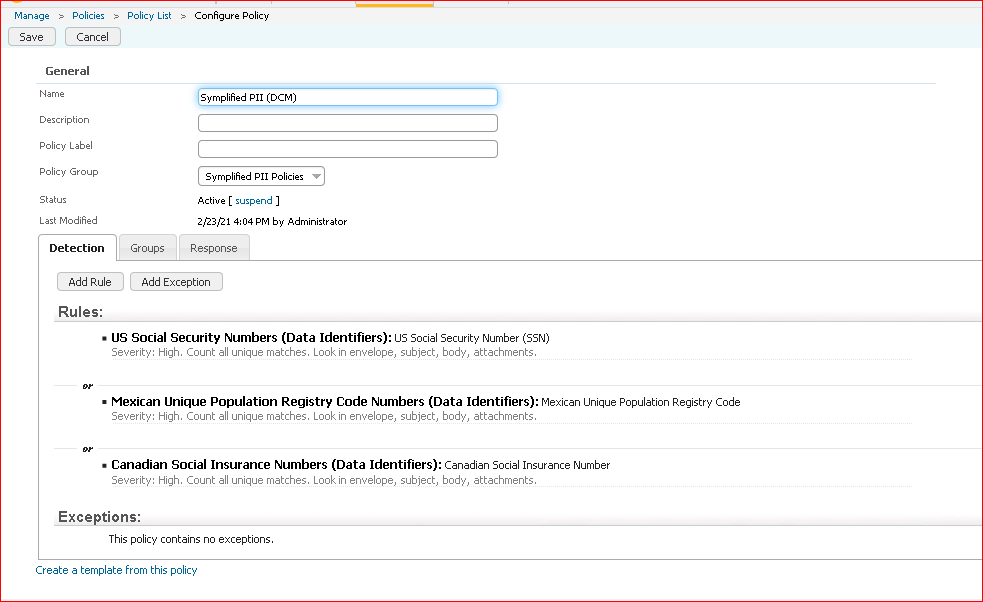 Manage > Policies > Policy List > Configure Policy
Save Cancel
General
Name Symplified PII (DCM)
Description
Policy Label
Policy Group Symplified PII Policies
Status Active [ suspend ]
Last Modified 2/23/21 4:04 PM by Administrator
Detection Groups Response
Add Rule Add Exception
Rules:
US Social Security Numbers (Data Identifiers): US Social Security Number (SSN)
Severity: High. Count all unique matches. Look in envelope, subject, body, attachments.
or
Mexican Unique Population Registry Code Numbers (Data Identifiers): Mexican Unique Population Registry Code
Severity: High. Count all unique matches. Look in envelope, subject, body, attachments.
or
Canadian Social Insurance Numbers (Data Identifiers): Canadian Social Insurance Number
Severity: High. Count all unique matches. Look in envelope, subject, body, attachments.
Exceptions:
This policy contains no exceptions.
Create a template from this policy